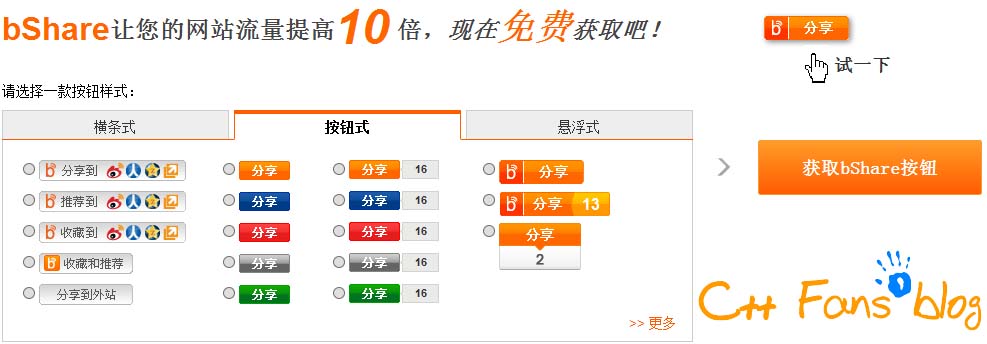 bShare让您的网站流量提高10倍，现在免费获取吧！
分享
试一下
请选择一款按钮样式：
横条式 按钮式 悬浮式
分享到 分享 分享 16 分享
推荐到 分享 分享 16 分享 13
收藏到 分享 分享 16 分享
2
收藏和推荐 分享 分享 16
分享到外站 分享 分享 16
>> 更多
获取bShare按钮
C++ Fans blog